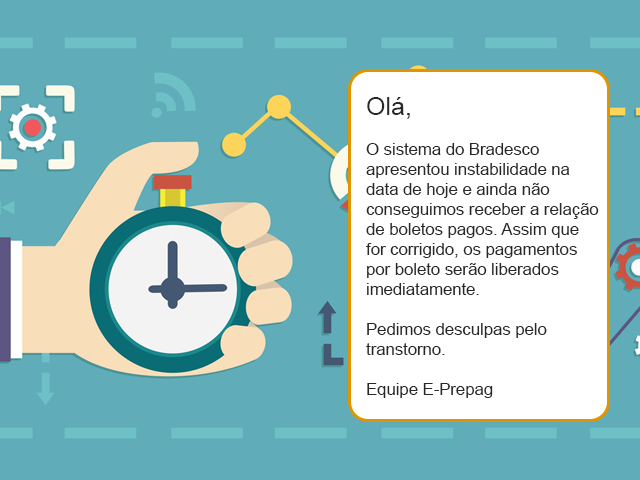 Olá,
O sistema do Bradesco
apresentou instabilidade na
data de hoje e ainda não
conseguimos receber a relação
de boletos pagos. Assim que
for corrigido, os pagamentos
por boleto serão liberados
imediatamente.
Pedimos desculpas pelo
transtorno.
Equipe E-Prepag